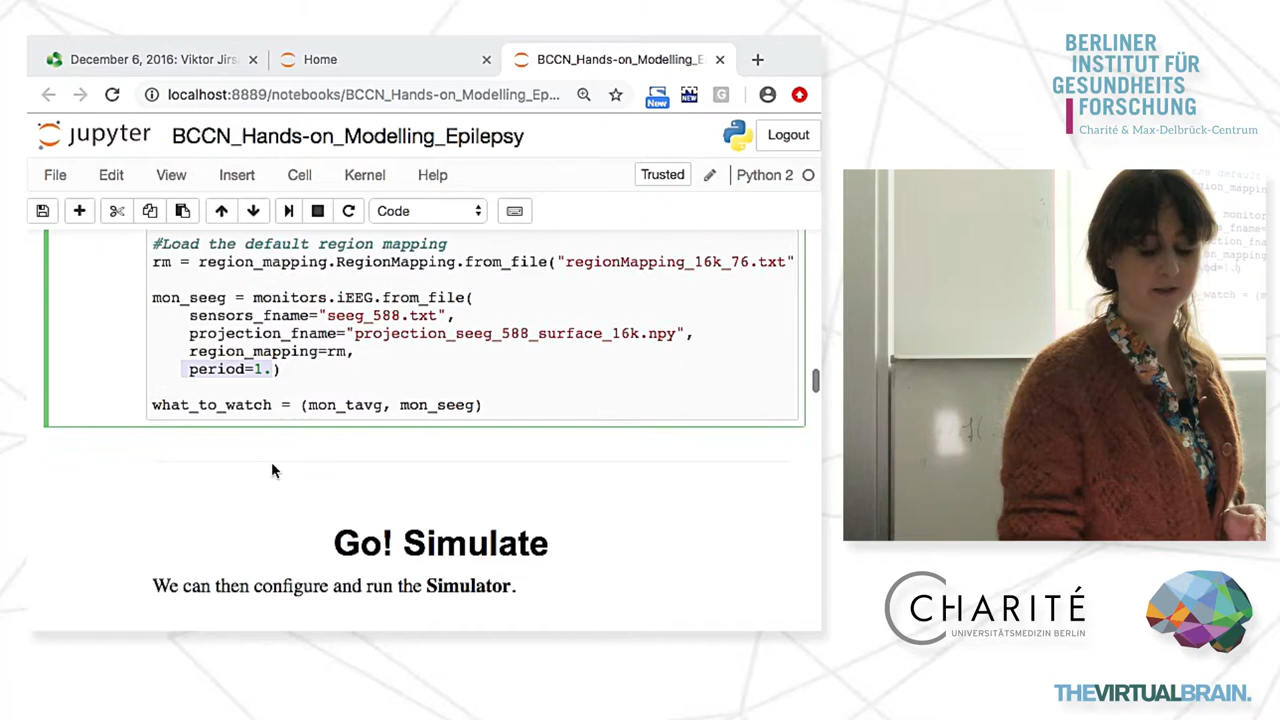 December 6, 2016: Viktor Jirs
Home
BCCN_Hands-on_Modelling_E
localhost:8889/notebooks/BCCN_Hands-on_Modelling_Ep...
New
New
G
jupyter
BCCN_Hands-on_Modelling_Epilepsy
Logout
File Edit View Insert Cell Kernel Help
Trusted
Python 2
Code
#Load the default region mapping
rm = region_mapping.RegionMapping.from_file("regionMapping_16k_76.txt"
mon_seeg = monitors.iEEG.from_file(
sensors_fname="seeg_588.txt",
projection_fname="projection_seeg_588_surface_16k.npy",
region_mapping=rm,
period=1.)
what_to_watch = (mon_tavg, mon_seeg)
Go! Simulate
We can then configure and run the Simulator.
BERLINER
INSTITUT FÜR
GESUNDHEITS
FORSCHUNG
Charité & Max-Delbrück-Centrum
CHARITÉ
UNIVERSITÄTSMEDIZIN BERLIN
THEVIRTUALBRAIN.